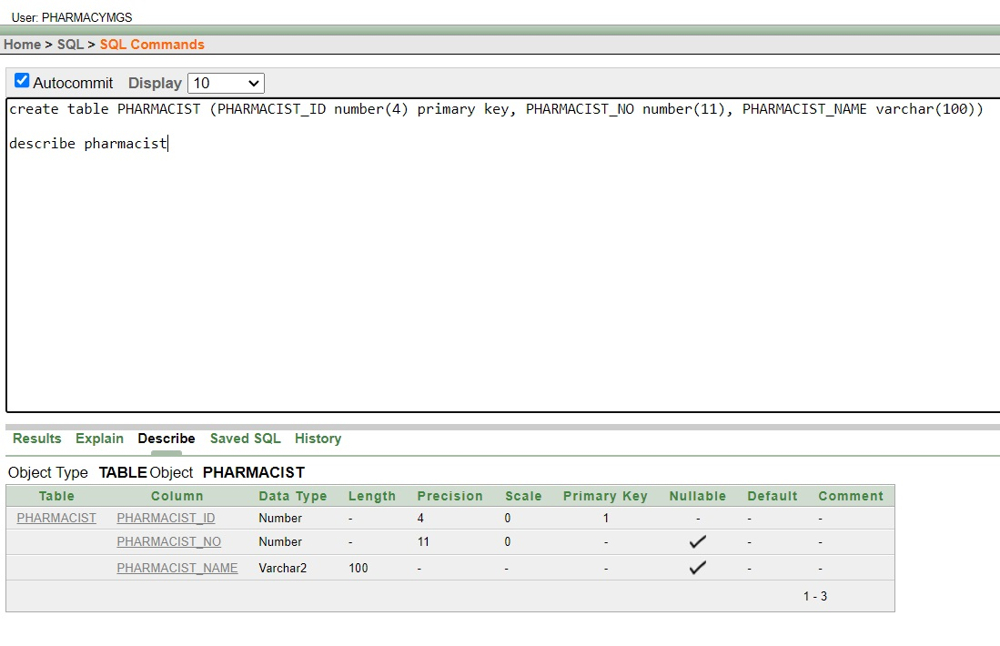 User: PHARMACYMGS
Home > SQL > SQL Commands
Autocommit Display 10
create table PHARMACIST (PHARMACIST_ID number(4) primary key, PHARMACIST_NO number(11), PHARMACIST_NAME varchar(100))
describe pharmacist
Results Explain Describe Saved SQL History
Object Type TABLE Object PHARMACIST
Table Column Data Type Length Precision Scale Primary Key Nullable Default Comment
PHARMACIST PHARMACIST_ID Number - 4 0 1 - - -
PHARMACIST_NO Number - 11 0 - ✓ - -
PHARMACIST_NAME Varchar2 100 - - - ✓ - -
1 - 3